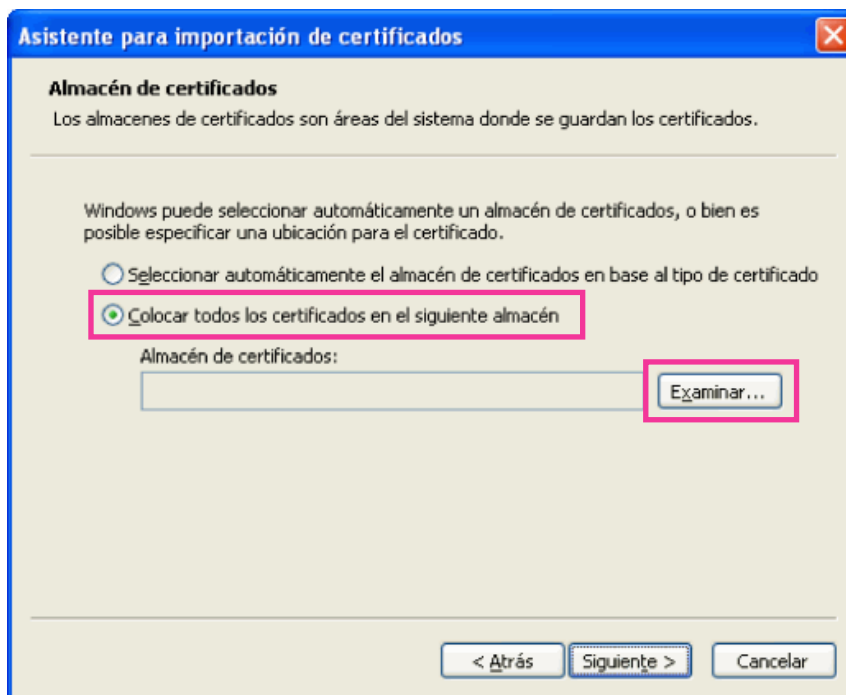 Asistente para importación de certificados
Almacén de certificados
Los almacenes de certificados son áreas del sistema donde se guardan los certificados.
Windows puede seleccionar automáticamente un almacén de certificados, o bien es
posible especificar una ubicación para el certificado.
Seleccionar automáticamente el almacén de certificados en base al tipo de certificado
Colocar todos los certificados en el siguiente almacén
Almacén de certificados:
Examinar...
< Atrás Siguiente > Cancelar